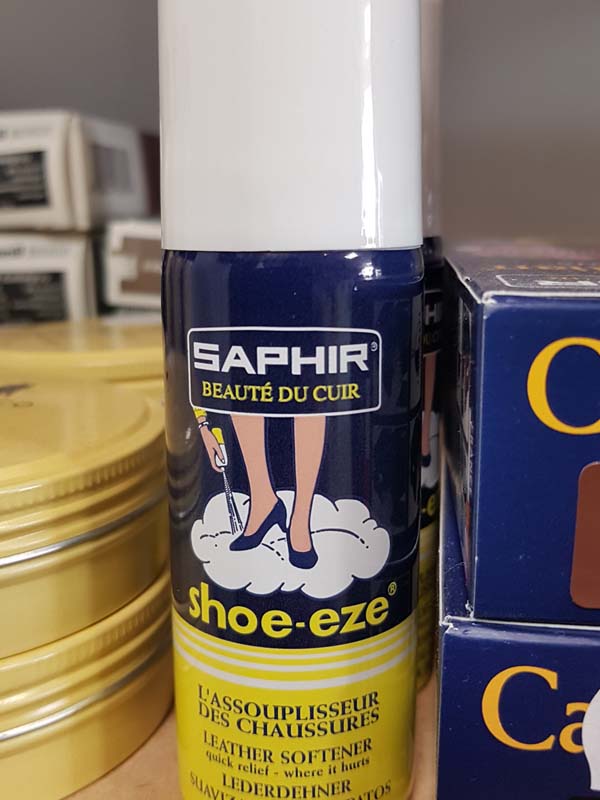 SAPHIR®
BEAUTÉ DU CUIR
shoe-eze®
L'ASSOUPLISSEUR
DES CHAUSSURES
LEATHER SOFTENER
quick relief - where it hurts
LEDERDEHNER